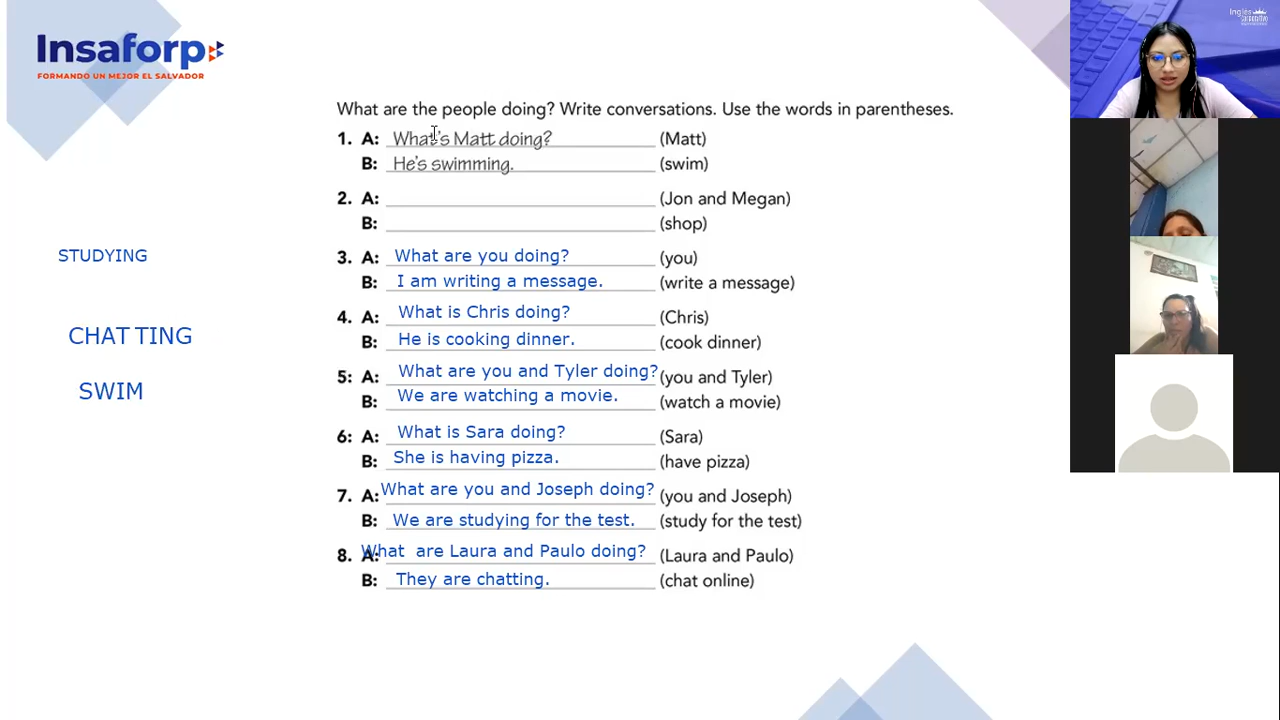 Insaforp
FORMANDO UN MEJOR EL SALVADOR
What are the people doing? Write conversations. Use the words in parentheses.
1. A: What's Matt doing? (Matt)
B: He's swimming. (swim)
2. A: (Jon and Megan)
B: (shop)
3. A: What are you doing? (you)
B: I am writing a message. (write a message)
4. A: What is Chris doing? (Chris)
B: He is cooking dinner. (cook dinner)
5: A: What are you and Tyler doing? (you and Tyler)
B: We are watching a movie. (watch a movie)
6: A: What is Sara doing? (Sara)
B: She is having pizza. (have pizza)
7. A: What are you and Joseph doing? (you and Joseph)
B: We are studying for the test. (study for the test)
8. A: What are Laura and Paulo doing? (Laura and Paulo)
B: They are chatting. (chat online)
STUDYING
CHAT TING
SWIM
Ingles